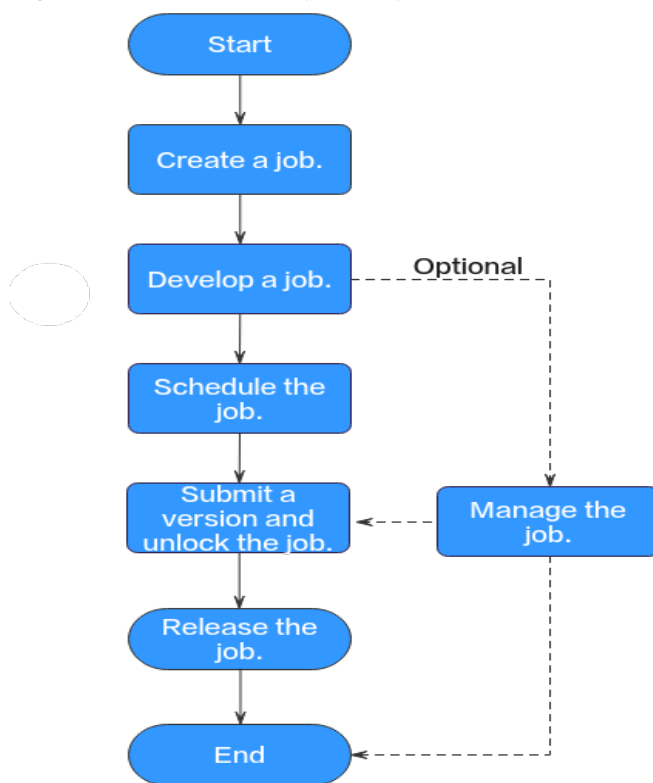 Start
Create a job.
Develop a job.
Optional
Schedule the
job.
Submit a
version and
unlock the job.
Manage the
job.
Release the
job.
End